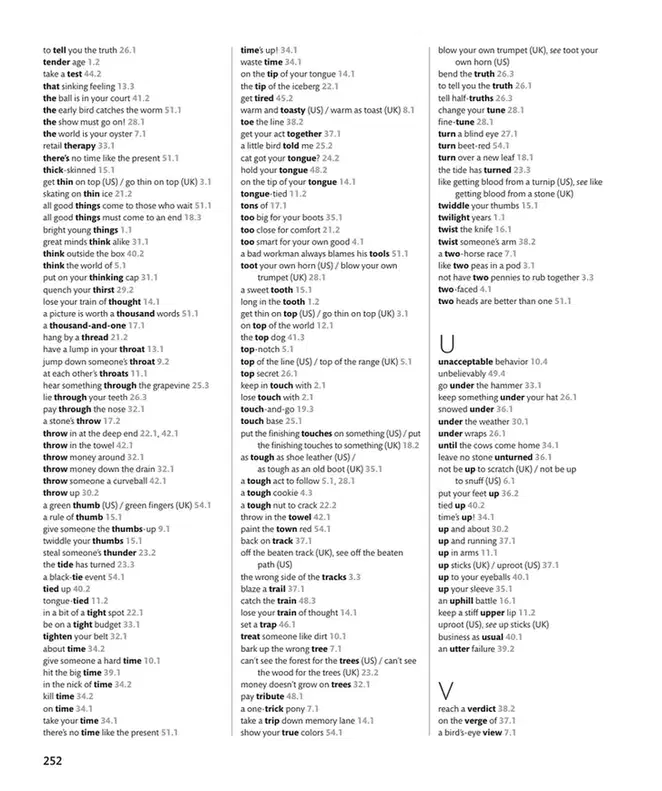 to tell you the truth 26.1
tender age 1.2
take a test 44.2
that sinking feeling 13.3
the ball is in your court 41.2
the early bird catches the worm 51.1
the show must go on! 28.1
the world is your oyster 7.1
retail therapy 33.1
there's no time like the present 51.1
thick-skinned 15.1
get thin on top (US) / go thin on top (UK) 3.1
skating on thin ice 21.2
all good things come to those who wait 51.1
all good things must come to an end 18.3
bright young things 1.1
great minds think alike 31.1
think outside the box 40.2
think the world of 5.1
put on your thinking cap 31.1
quench your thirst 29.2
lose your train of thought 14.1
a picture is worth a thousand words 51.1
a thousand-and-one 17.1
hang by a thread 21.2
have a lump in your throat 13.1
jump down someone's throat 9.2
at each other's throats 11.1
hear something through the grapevine 25.3
lie through your teeth 26.3
pay through the nose 32.1
a stone's throw 17.2
throw in at the deep end 22.1, 42.1
throw in the towel 42.1
throw money around 32.1
throw money down the drain 32.1
throw someone a curveball 42.1
throw up 30.2
a green thumb (US) / green fingers (UK) 54.1
a rule of thumb 15.1
give someone the thumbs-up 9.1
twiddle your thumbs 15.1
steal someone's thunder 23.2
the tide has turned 23.3
a black-tie event 54.1
tied up 40.2
tongue-tied 11.2
in a bit of a tight spot 22.1
be on a tight budget 33.1
tighten your belt 32.1
about time 34.2
give someone a hard time 10.1
hit the big time 39.1
in the nick of time 34.2
kill time 34.2
on time 34.1
take your time 34.1
there's no time like the present 51.1
time's up! 34.1
waste time 34.1
on the tip of your tongue 14.1
the tip of the iceberg 22.1
get tired 45.2
warm and toasty (US) / warm as toast (UK) 8.1
toe the line 38.2
get your act together 37.1
a little bird told me 25.2
cat got your tongue? 24.2
hold your tongue 48.2
on the tip of your tongue 14.1
tongue-tied 11.2
tons of 17.1
too big for your boots 35.1
too close for comfort 21.2
too smart for your own good 4.1
a bad workman always blames his tools 51.1
toot your own horn (US) / blow your own
trumpet (UK) 28.1
a sweet tooth 15.1
long in the tooth 1.2
get thin on top (US) / go thin on top (UK) 3.1
on top of the world 12.1
the top dog 41.3
top-notch 5.1
top of the line (US) / top of the range (UK) 5.1
top secret 26.1
keep in touch with 2.1
lose touch with 2.1
touch-and-go 19.3
touch base 25.1
put the finishing touches on something (US) / put
the finishing touches to something (UK) 18.2
as tough as shoe leather (US) /
as tough as an old boot (UK) 35.1
a tough act to follow 5.1, 28.1
a tough cookie 4.3
a tough nut to crack 22.2
throw in the towel 42.1
paint the town red 54.1
back on track 37.1
off the beaten track (UK), see off the beaten
path (US)
the wrong side of the tracks 3.3
blaze a trail 37.1
catch the train 48.3
lose your train of thought 14.1
set a trap 46.1
treat someone like dirt 10.1
bark up the wrong tree 7.1
can't see the forest for the trees (US) / can't see
the wood for the trees (UK) 23.2
money doesn't grow on trees 32.1
pay tribute 48.1
a one-trick pony 7.1
take a trip down memory lane 14.1
show your true colors 54.1
blow your own trumpet (UK), see toot your
own horn (US)
bend the truth 26.3
to tell you the truth 26.1
tell half-truths 26.3
change your tune 28.1
fine-tune 28.1
turn a blind eye 27.1
turn beet-red 54.1
turn over a new leaf 18.1
the tide has turned 23.3
like getting blood from a turnip (US), see like
getting blood from a stone (UK)
twiddle your thumbs 15.1
twilight years 1.1
twist the knife 16.1
twist someone's arm 38.2
a two-horse race 7.1
like two peas in a pod 3.1
not have two pennies to rub together 3.3
two-faced 4.1
two heads are better than one 51.1
U
unacceptable behavior 10.4
unbelievably 49.4
go under the hammer 33.1
keep something under your hat 26.1
snowed under 36.1
under the weather 30.1
under wraps 26.1
until the cows come home 34.1
leave no stone unturned 36.1
not be up to scratch (UK) / not be up
to snuff (US) 6.1
put your feet up 36.2
tied up 40.2
time's up! 34.1
up and about 30.2
up and running 37.1
up in arms 11.1
up sticks (UK) / uproot (US) 37.1
up to your eyeballs 40.1
up your sleeve 35.1
an uphill battle 16.1
keep a stiff upper lip 11.2
uproot (US), see up sticks (UK)
business as usual 40.1
an utter failure 39.2
V
reach a verdict 38.2
on the verge of 37.1
a bird's-eye view 7.1
252